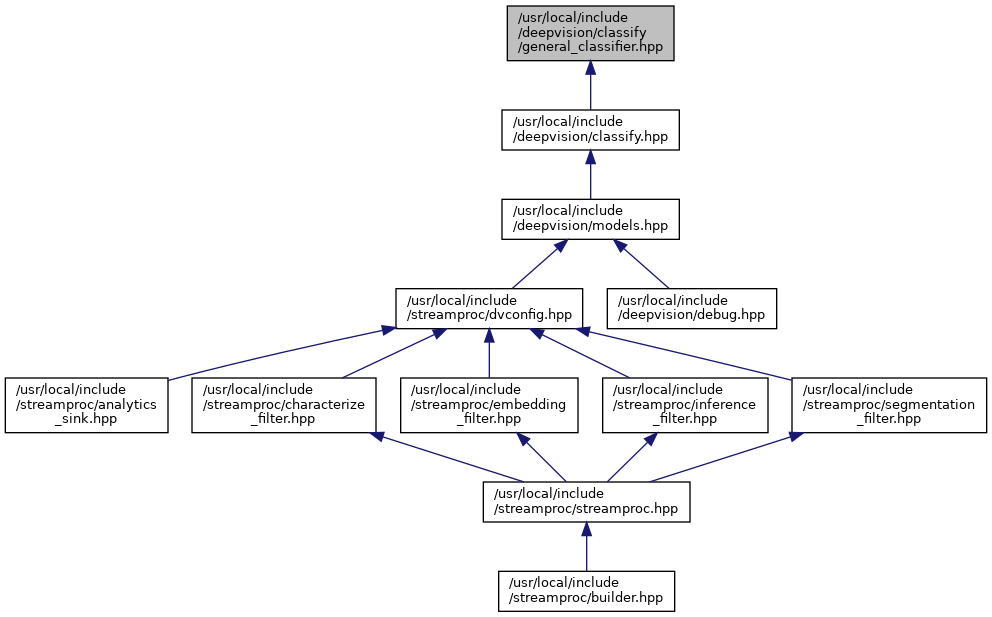 /usr/local/include
/deepvision/classify
/general_classifier.hpp
/usr/local/include
/deepvision/classify.hpp
/usr/local/include
/deepvision/models.hpp
/usr/local/include
/streamproc/dvconfig.hpp
/usr/local/include
/deepvision/debug.hpp
/usr/local/include
/streamproc/analytics
_sink.hpp
/usr/local/include
/streamproc/characterize
_filter.hpp
/usr/local/include
/streamproc/embedding
_filter.hpp
/usr/local/include
/streamproc/inference
_filter.hpp
/usr/local/include
/streamproc/segmentation
_filter.hpp
/usr/local/include
/streamproc/streamproc.hpp
/usr/local/include
/streamproc/builder.hpp